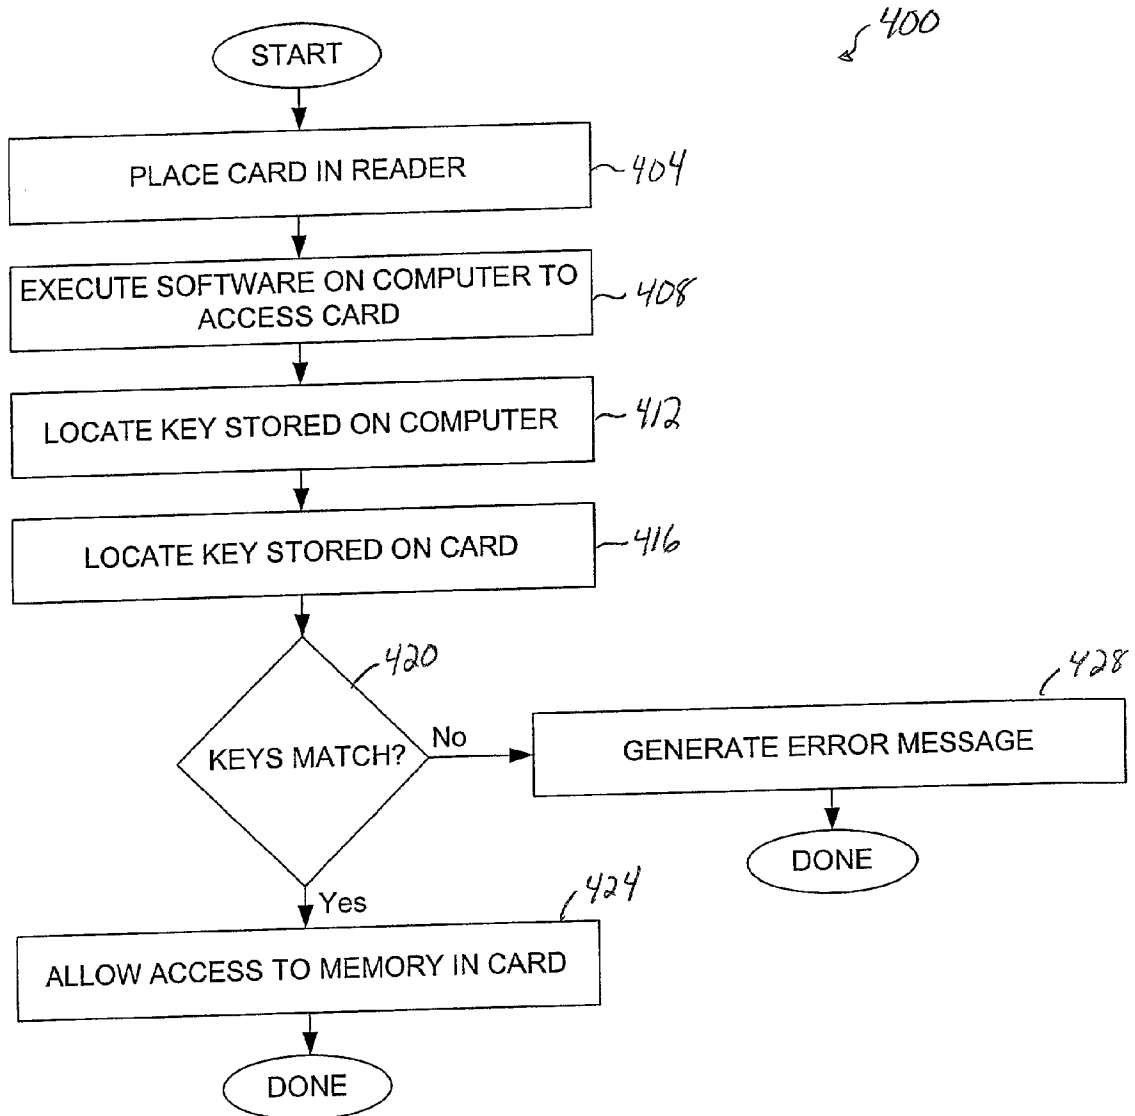 400
START
PLACE CARD IN READER
404
EXECUTE SOFTWARE ON COMPUTER TO
ACCESS CARD
408
LOCATE KEY STORED ON COMPUTER
412
LOCATE KEY STORED ON CARD
416
420
KEYS MATCH?
No
428
GENERATE ERROR MESSAGE
DONE
Yes
424
ALLOW ACCESS TO MEMORY IN CARD
DONE